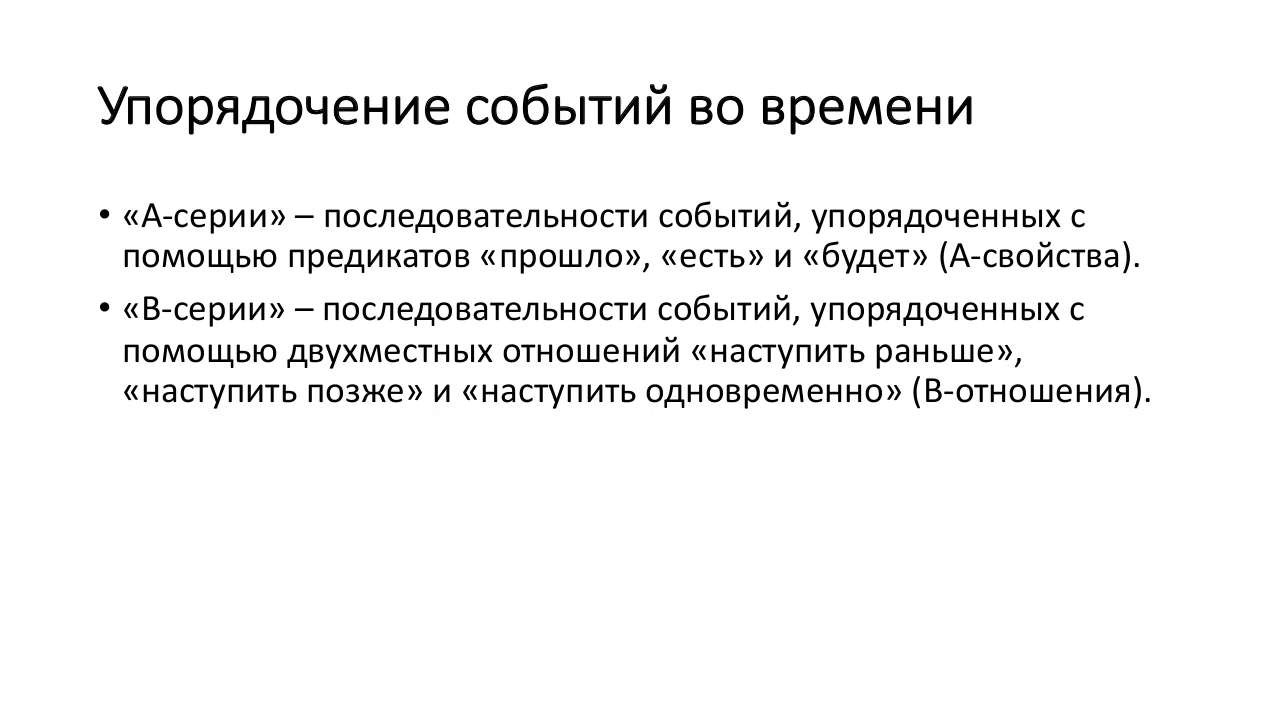 Упорядочение событий во времени
• «А-серии» – последовательности событий, упорядоченных с
помощью предикатов «прошло», «есть» и «будет» (А-свойства).
• «В-серии» – последовательности событий, упорядоченных с
помощью двухместных отношений «наступить раньше»,
«наступить позже» и «наступить одновременно» (В-отношения).